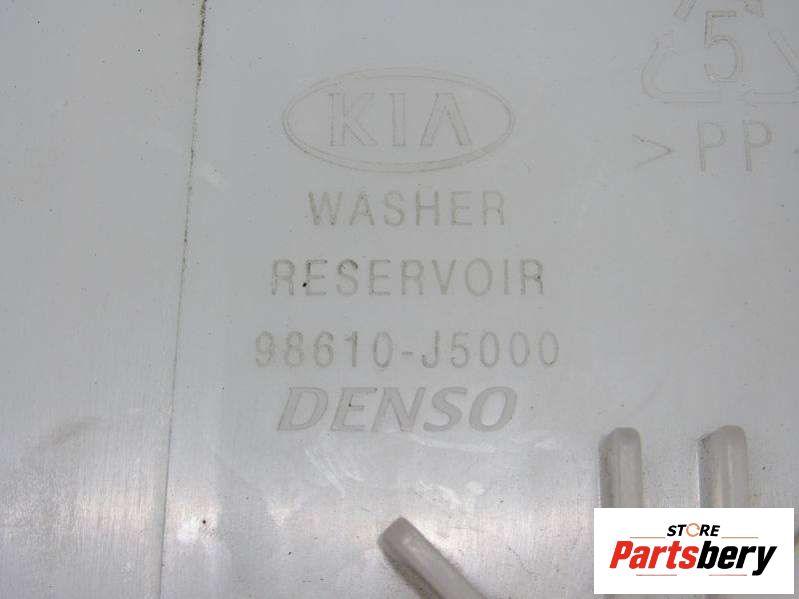 5
KIA
> PP
WASHER
RESERVOIR
98610-J5000
DENSO
STORE
Partsbery